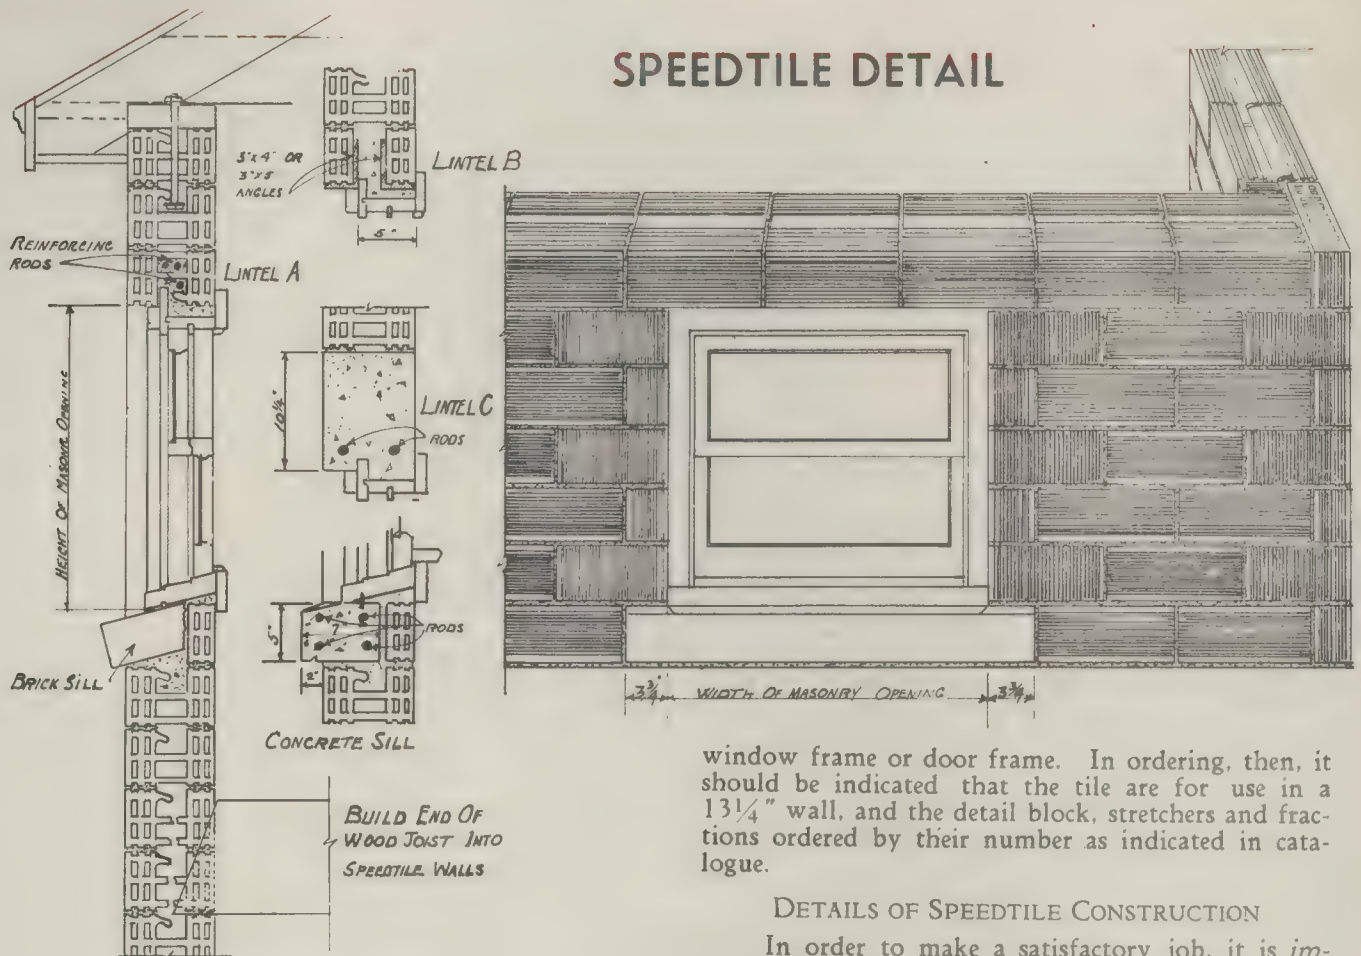 SPEEDTILE DETAIL
3"x4" OR
3"x5"
ANGLES
LINTEL B
5"
REINFORCING
RODS
LINTEL A
HEIGHT OF MASONRY OPENING
10¼"
LINTEL C
RODS
5"
7"
RODS
2"
BRICK SILL
CONCRETE SILL
3¾"
WIDTH OF MASONRY OPENING
3¾"
BUILD END OF
WOOD JOIST INTO
SPEEDTILE WALLS
window frame or door frame. In ordering, then, it
should be indicated that the tile are for use in a
13¼" wall, and the detail block, stretchers and frac-
tions ordered by their number as indicated in cata-
logue.
DETAILS OF SPEEDTILE CONSTRUCTION
In order to make a satisfactory job, it is im-